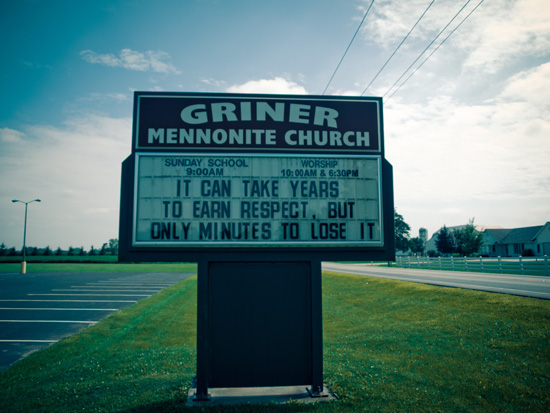 GRINER
MENNONITE CHURCH
SUNDAY SCHOOL WORSHIP
9:00AM 10:00AM & 6:30PM
IT CAN TAKE YEARS
TO EARN RESPECT, BUT
ONLY MINUTES TO LOSE IT